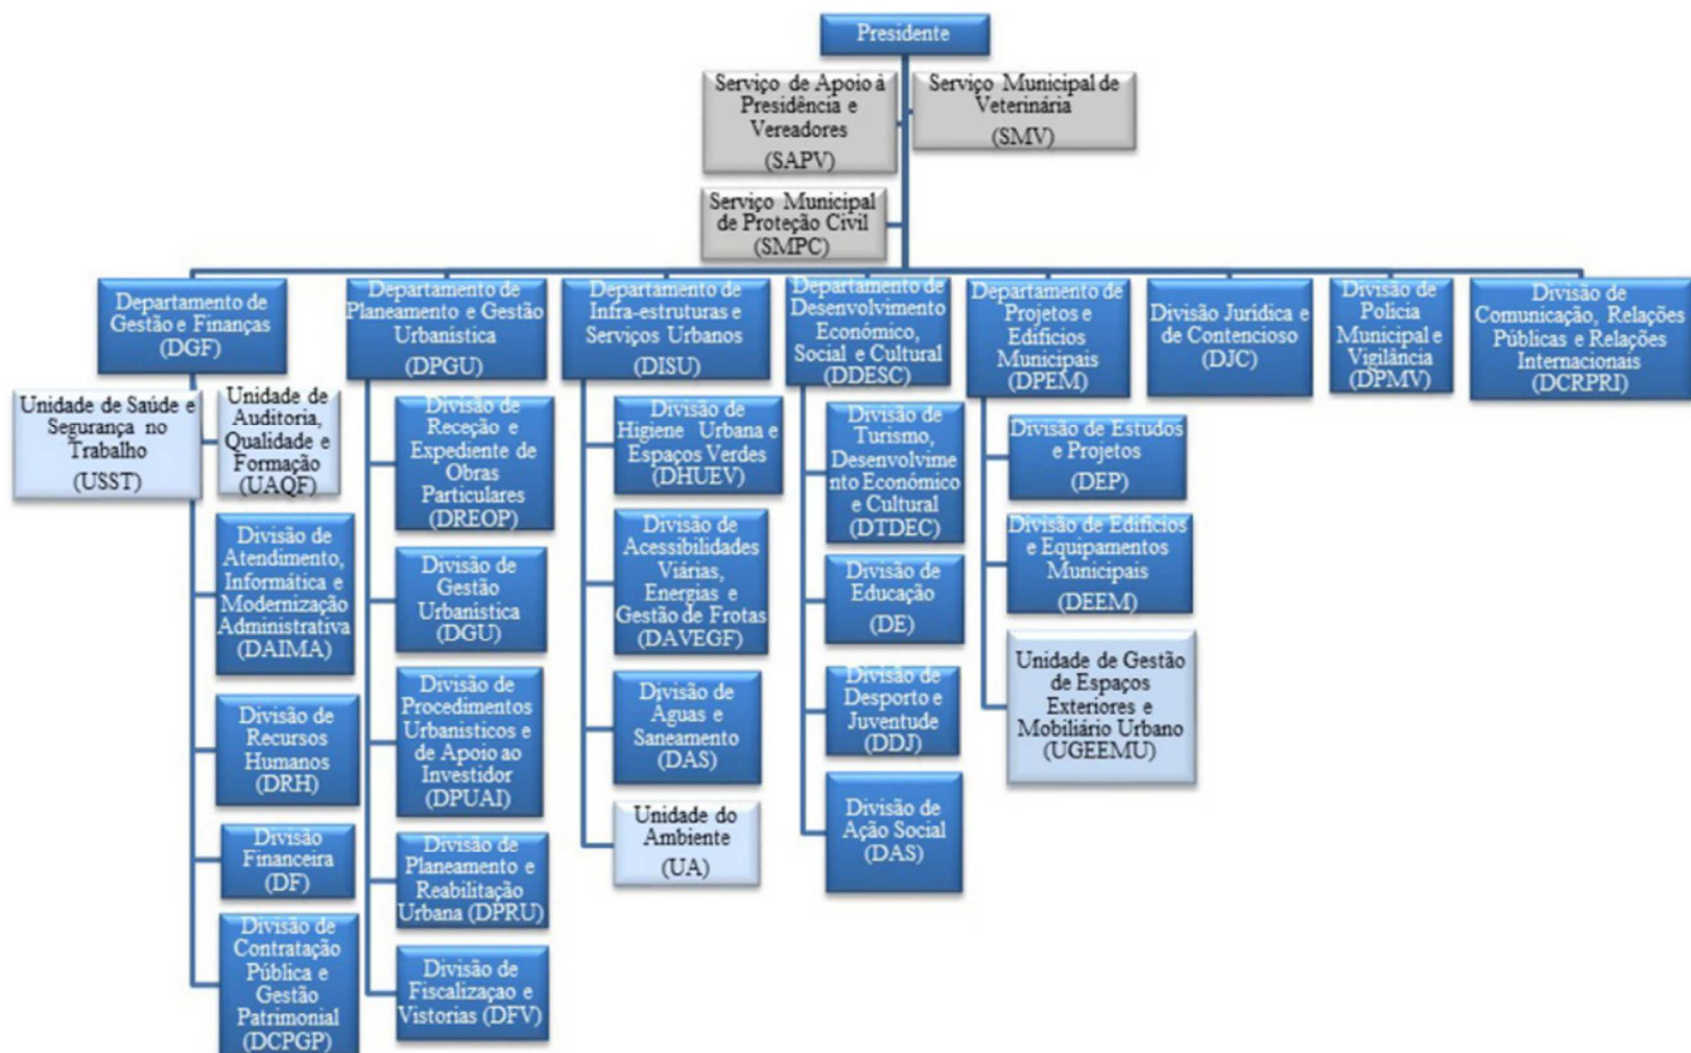 Presidente
Serviço de Apoio à
Presidência e
Vereadores
(SAPV)
Serviço Municipal de
Veterinária
(SMV)
Serviço Municipal
de Proteção Civil
(SMPC)
Departamento de
Gestão e Finanças
(DGF)
Departamento de
Planeamento e Gestão
Urbanística
(DPGU)
Departamento de
Infra-estruturas e
Serviços Urbanos
(DISU)
Departamento de
Desenvolvimento
Económico,
Social e Cultural
(DDESC)
Departamento de
Projetos e
Edificios
Municipais
(DPEM)
Divisão Jurídica e
de Contencioso
(DJC)
Divisão de
Policia
Municipal e
Vigilância
(DPMV)
Divisão de
Comunicação, Relações
Públicas e Relações
Internacionais
(DCRPRI)
Unidade de Saúde e
Segurança no
Trabalho
(USST)
Unidade de
Auditoria,
Qualidade e
Formação
(UAQF)
Divisão de
Atendimento,
Informática e
Modernização
Administrativa
(DAIMA)
Divisão de
Recursos
Humanos
(DRH)
Divisão
Financeira
(DF)
Divisão de
Contratação
Pública e
Gestão
Patrimonial
(DCPGP)
Divisão de
Receção e
Expediente de
Obras
Particulares
(DREOP)
Divisão de
Gestão
Urbanistica
(DGU)
Divisão de
Procedimentos
Urbanisticos e
de Apoio ao
Investidor
(DPUAI)
Divisão de
Planeamento e
Reabilitação
Urbana (DPRU)
Divisão de
Fiscalizaçao e
Vistorias (DFV)
Divisão de
Higiene Urbana e
Espaços Verdes
(DHUEV)
Divisão de
Acessibilidades
Viárias,
Energias e
Gestão de Frotas
(DAVEGF)
Divisão de
Águas e
Saneamento
(DAS)
Unidade do
Ambiente
(UA)
Divisão de
Turismo,
Desenvolvime
nto Económico
e Cultural
(DTDEC)
Divisão de
Educação
(DE)
Divisão de
Desporto e
Juventude
(DDJ)
Divisão de
Ação Social
(DAS)
Divisão de Estudos
e Projetos
(DEP)
Divisão de Edificios
e Equipamentos
Municipais
(DEEM)
Unidade de Gestão
de Espaços
Exteriores e
Mobiliário Urbano
(UGEEMU)